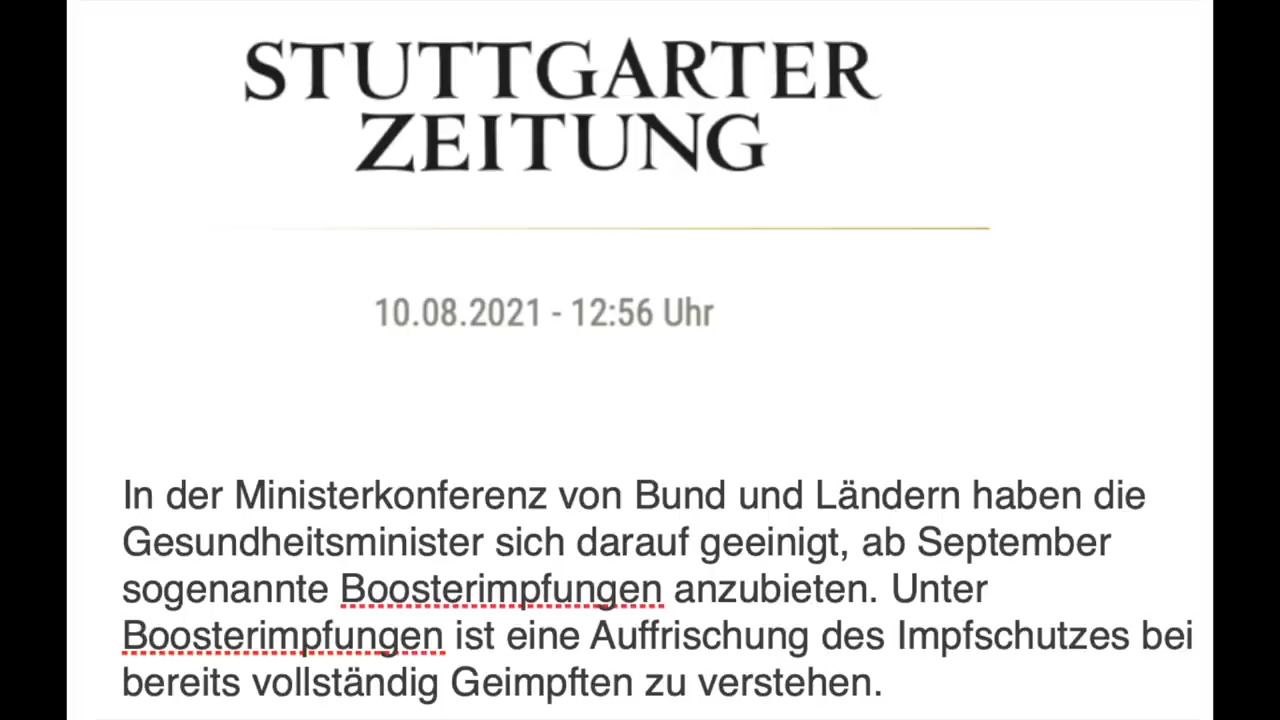 STUTTGARTER
ZEITUNG
10.08.2021 - 12:56 Uhr
In der Ministerkonferenz von Bund und Ländern haben die
Gesundheitsminister sich darauf geeinigt, ab September
sogenannte Boosterimpfungen anzubieten. Unter
Boosterimpfungen ist eine Auffrischung des Impfschutzes bei
bereits vollständig Geimpften zu verstehen.